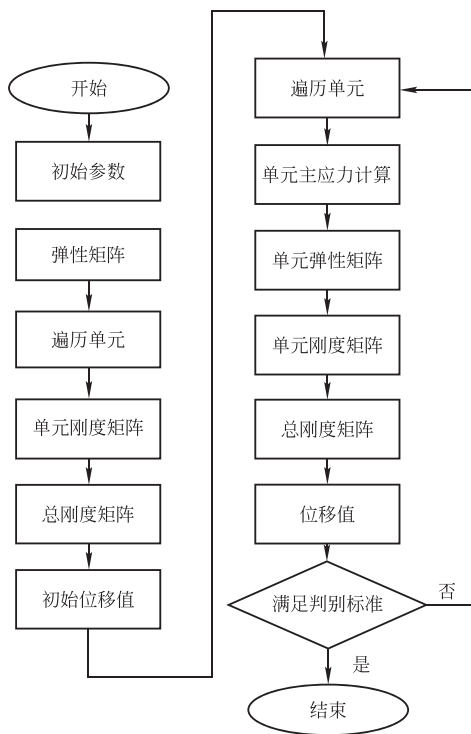 开始
初始参数
弹性矩阵
遍历单元
单元刚度矩阵
总刚度矩阵
初始位移值
遍历单元
单元主应力计算
单元弹性矩阵
单元刚度矩阵
总刚度矩阵
位移值
满足判别标准
否
是
结束